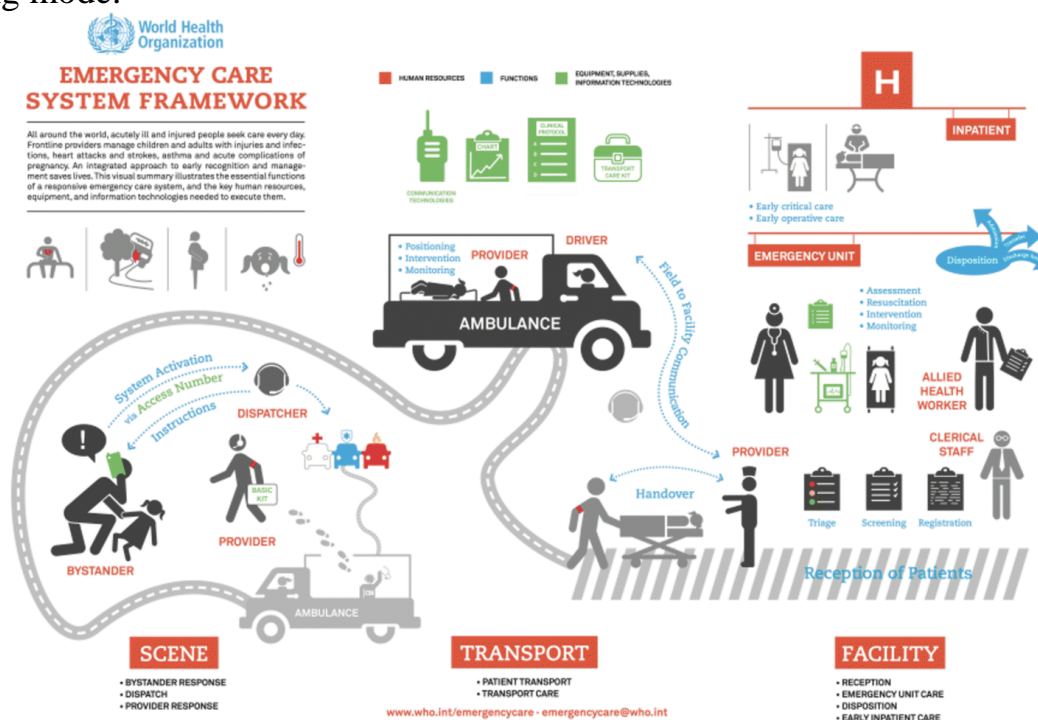 ng mode.
World Health
Organization
EMERGENCY CARE
SYSTEM FRAMEWORK
All around the world, acutely ill and injured people seek care every day.
Frontline providers manage children and adults with injuries and infec-
tions, heart attacks and strokes, asthma and acute complications of
pregnancy. An integrated approach to early recognition and manage-
ment saves lives. This visual summary illustrates the essential functions
of a responsive emergency care system, and the key human resources,
equipment, and information technologies needed to execute them.
HUMAN RESOURCES
FUNCTIONS
EQUIPMENT, SUPPLIES,
INFORMATION TECHNOLOGIES
COMMUNICATION
TECHNOLOGIES
CHART
CLINICAL
PROTOCOL
TRANSPORT
CARE KIT
H
INPATIENT
• Early critical care
• Early operative care
EMERGENCY UNIT
Disposition
• Assessment
• Resuscitation
• Intervention
• Monitoring
ALLIED
HEALTH
WORKER
CLERICAL
STAFF
• Positioning
• Intervention
• Monitoring
PROVIDER
DRIVER
AMBULANCE
Field to Facility Communication
System Activation
via Access Number
Instructions
DISPATCHER
!
BYSTANDER
BASIC
KIT
PROVIDER
AMBULANCE
Handover
PROVIDER
Triage
Screening
Registration
Reception of Patients
SCENE
• BYSTANDER RESPONSE
• DISPATCH
• PROVIDER RESPONSE
TRANSPORT
• PATIENT TRANSPORT
• TRANSPORT CARE
www.who.int/emergencycare - emergencycare@who.int
FACILITY
• RECEPTION
• EMERGENCY UNIT CARE
• DISPOSITION
• EARLY INPATIENT CARE